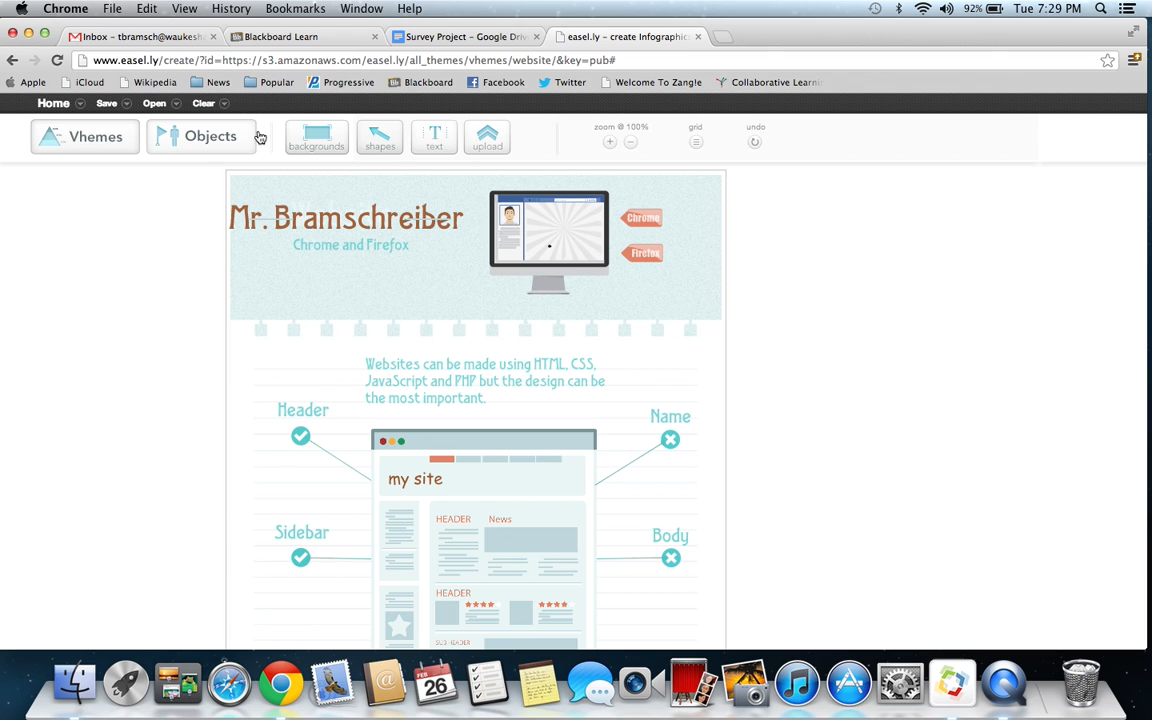 Chrome File Edit View History Bookmarks Window Help 92% Tue 7:29 PM
Inbox - tbramsch@waukesh Blackboard Learn Survey Project - Google Drive easel.ly - create Infographics
www.easel.ly/create/?id=https://s3.amazonaws.com/easel.ly/all_themes/vhemes/website/&key=pub#
Apple iCloud Wikipedia News Popular Progressive Blackboard Facebook Twitter Welcome To Zangle Collaborative Learn
Home Save Open Clear
Vhemes Objects backgrounds shapes text upload zoom @ 100% grid undo
Mr. Bramschreiber
Chrome and Firefox
Chrome
Firefox
Websites can be made using HTML, CSS,
JavaScript and PHP but the design can be
the most important.
Header
Name
my site
HEADER News
Sidebar
Body
HEADER
SUB HEADER
FEB
26